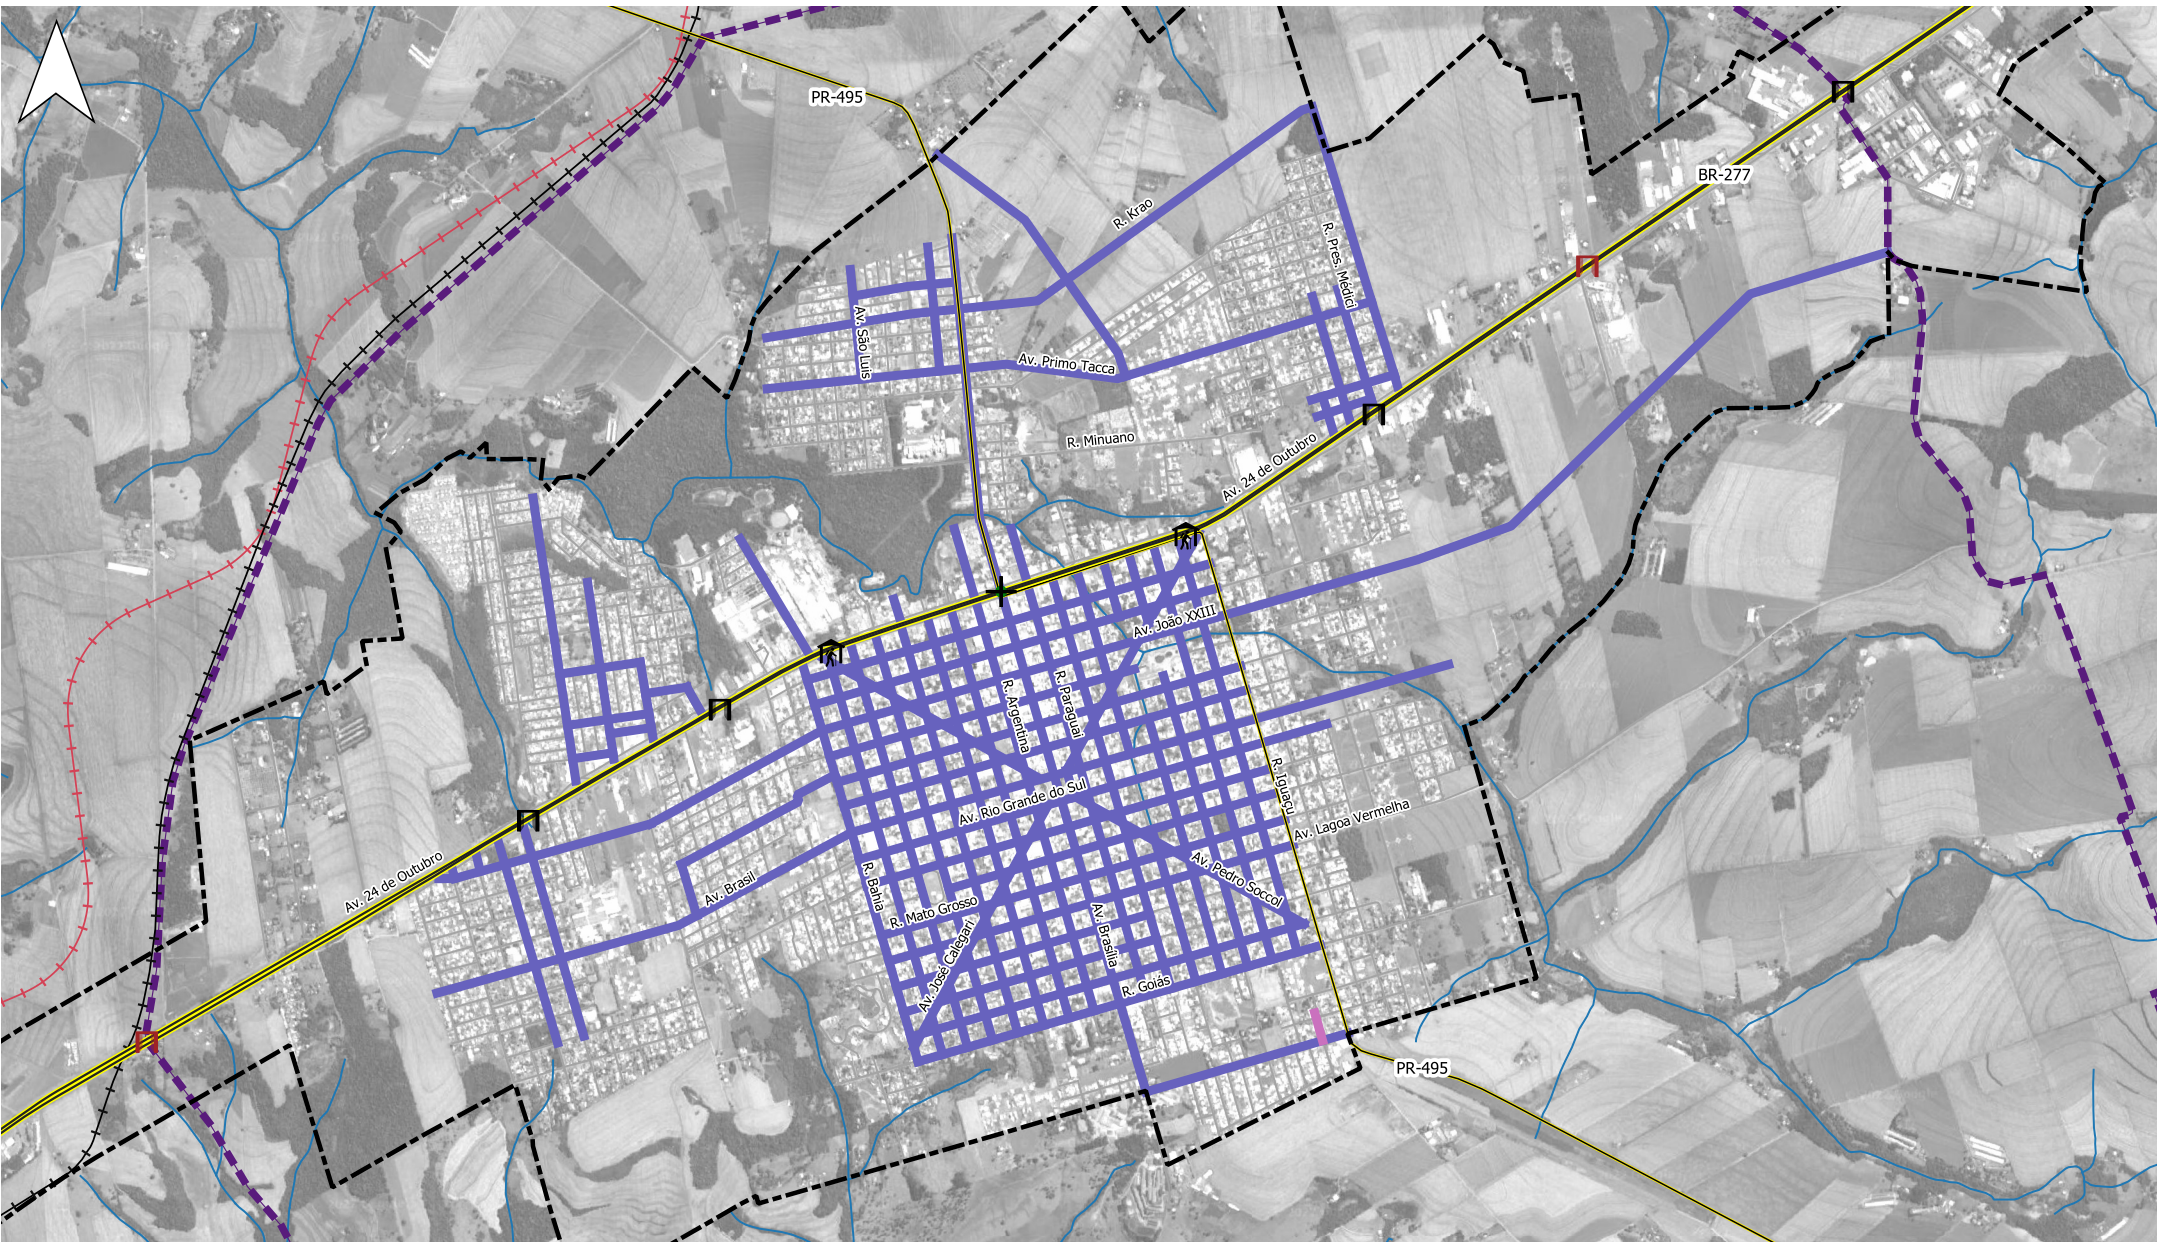 PR-495
BR-277
R. Krao
R. Pres. Médici
Av. São Luis
Av. Primo Tacca
R. Minuano
Av. 24 de Outubro
Av. João XXIII
R. Argentina
R. Paraguai
R. Iguaçu
Av. Rio Grande do Sul
Av. Lagoa Vermelha
Av. 24 de Outubro
Av. Brasil
R. Bahia
Av. Pedro Soccol
R. Mato Grosso
Av. José Calegari
Av. Brasília
R. Goiás
PR-495